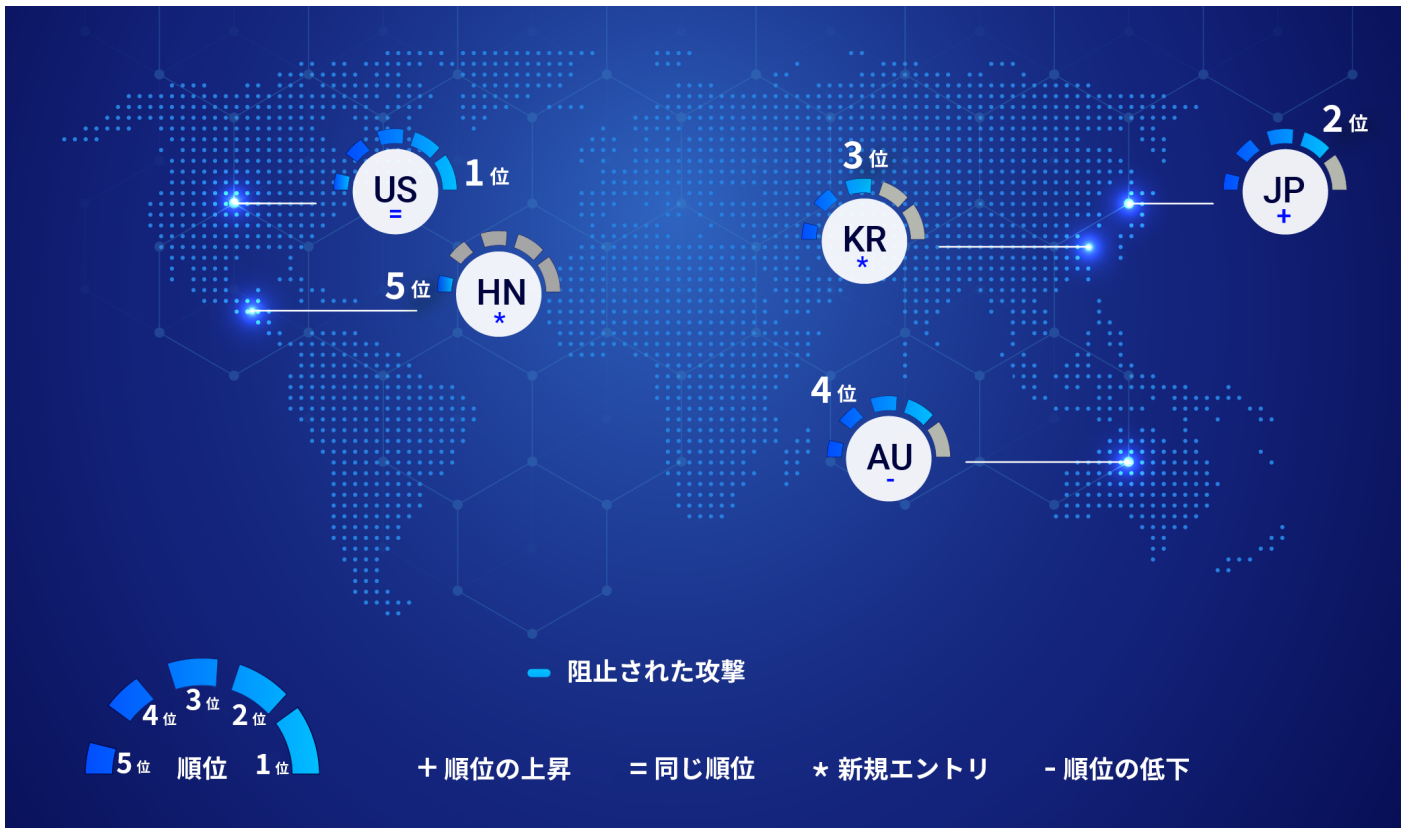 US
=
1 位
HN
*
5 位
KR
*
3 位
JP
+
2 位
AU
-
4 位
阻止された攻撃
5 位
4 位
3 位
2 位
1 位
順位
+ 順位の上昇
= 同じ順位
* 新規エントリ
- 順位の低下